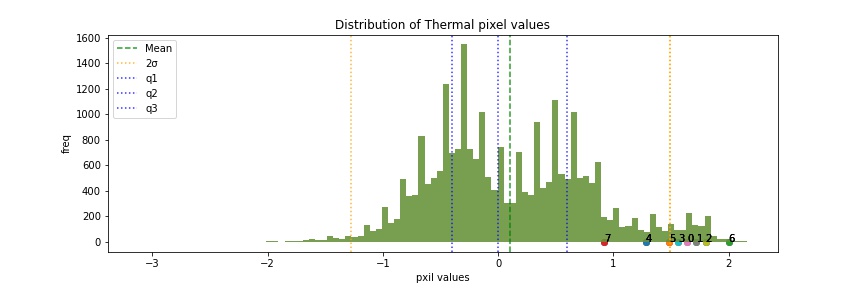 Distribution of Thermal pixel values
1600
1400
1200
1000
800
600
400
200
0
freq
Mean
2σ
q1
q2
q3
7 4 5 3 0 1 2 6
−3 −2 −1 0 1 2
pxil values